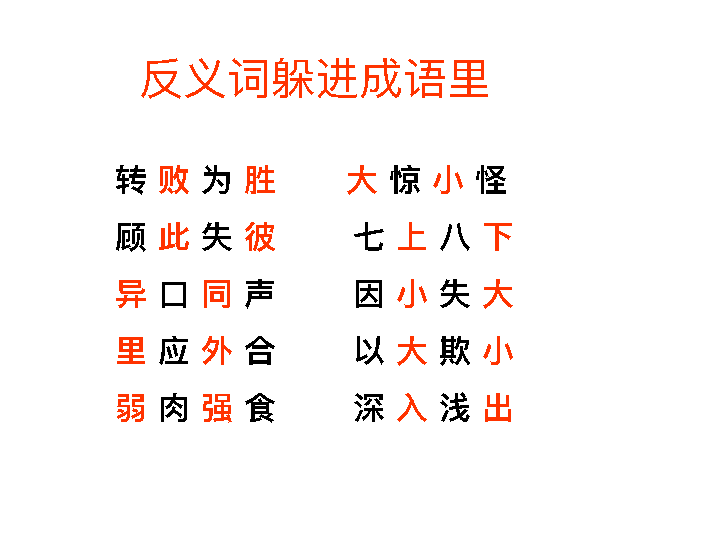 反义词躲进成语里
转败为胜 大惊小怪
顾此失彼 七上八下
异口同声 因小失大
里应外合 以大欺小
弱肉强食 深入浅出